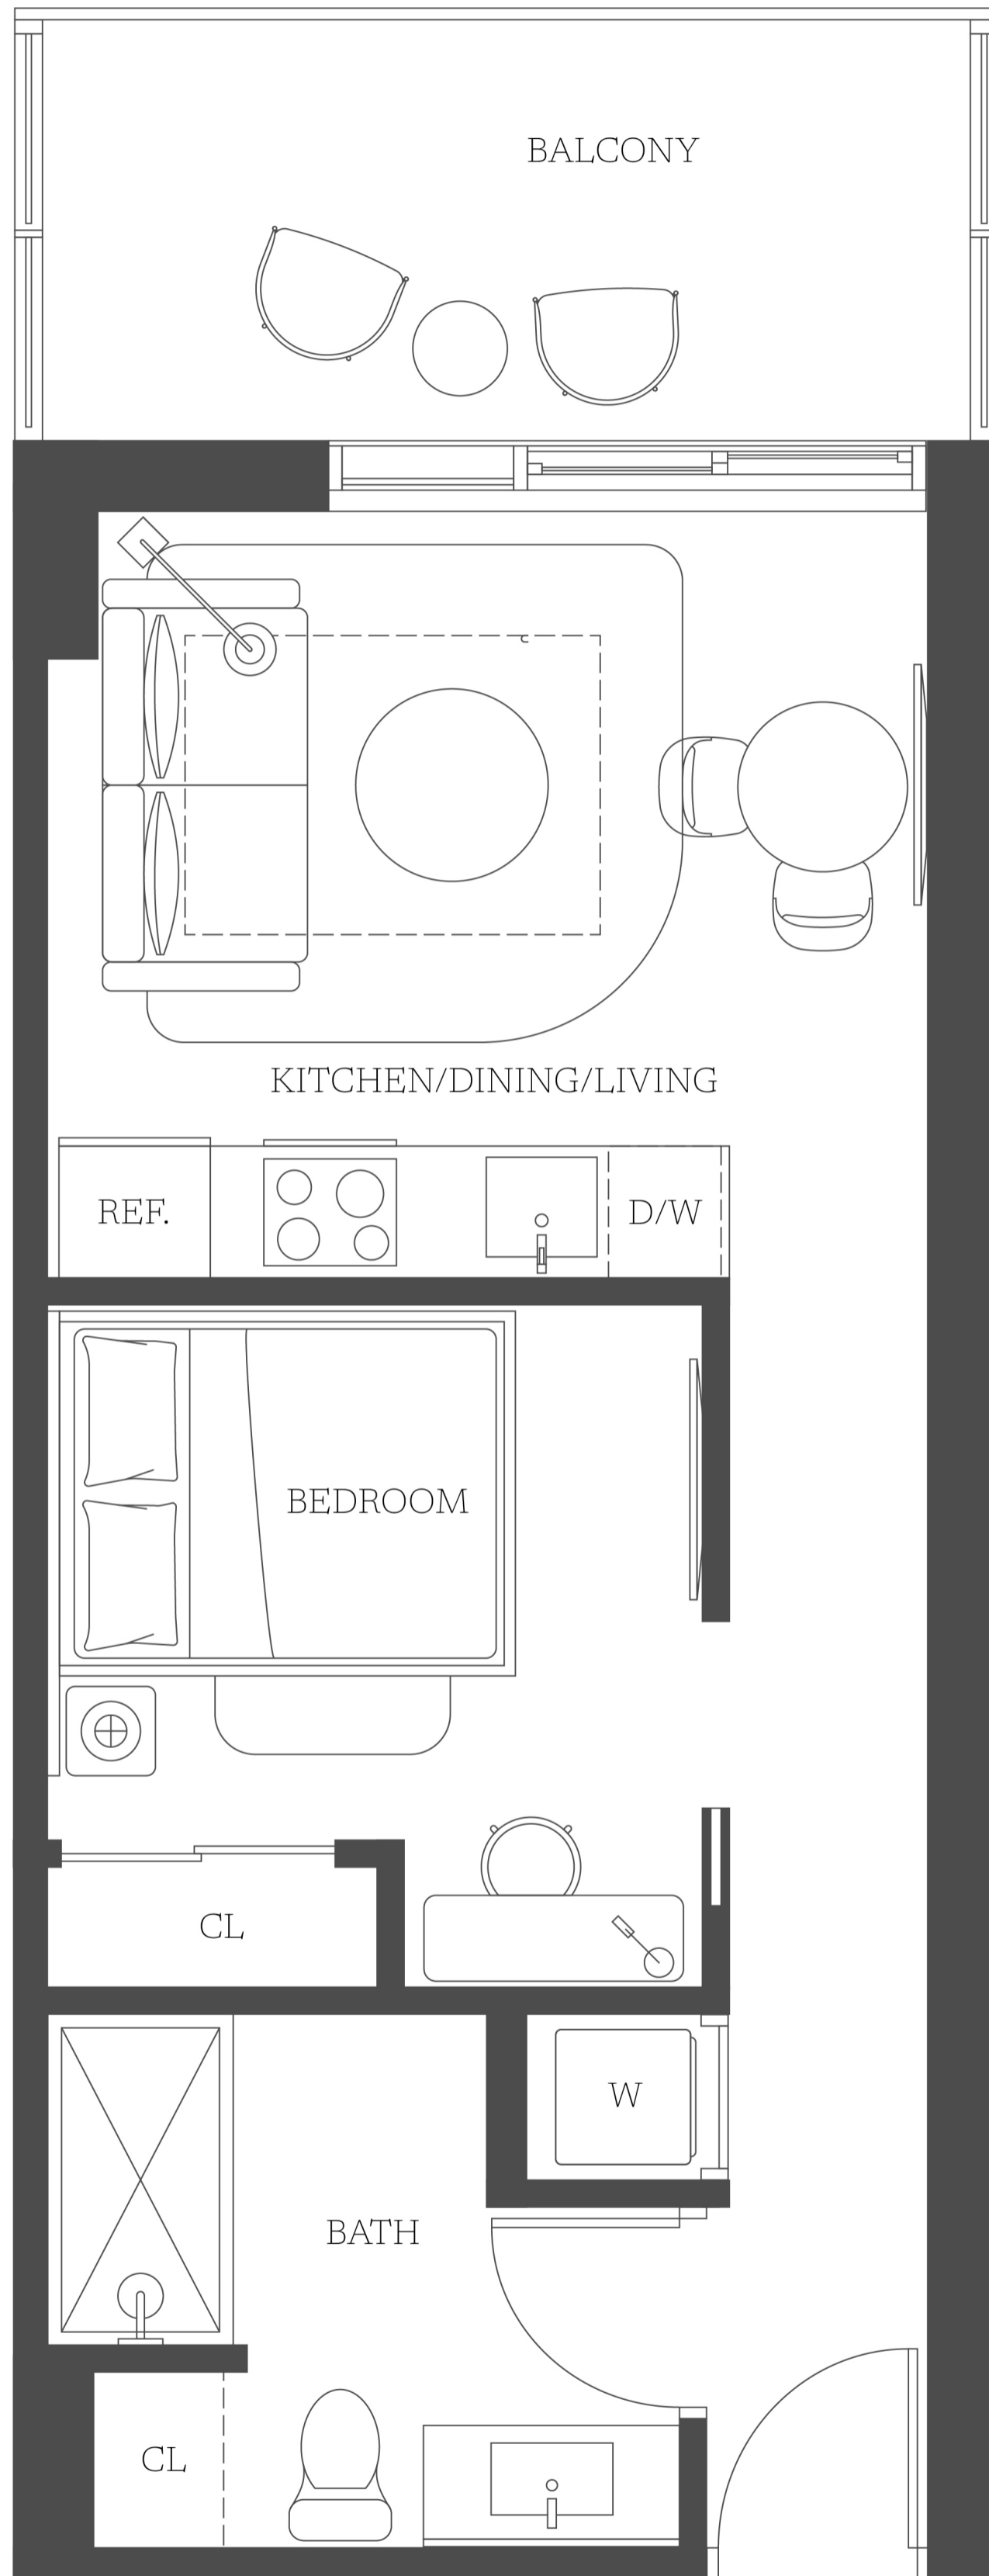 BALCONY
KITCHEN/DINING/LIVING
REF.
D/W
BEDROOM
CL
W
BATH
CL